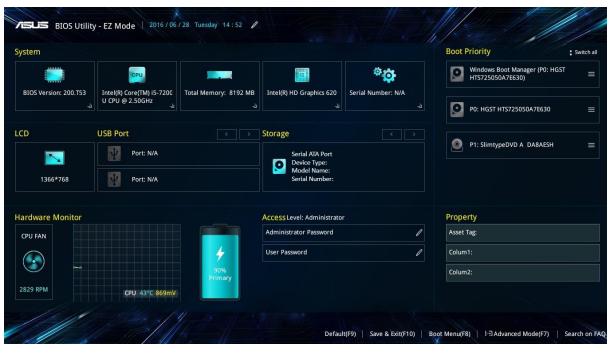 ASUS BIOS Utility - EZ Mode 2016 / 06 / 28 Tuesday 14 : 52
System
BIOS Version: 200.T53
CPU
Intel(R) Core(TM) i5-720C
U CPU @ 2.50GHz
Total Memory: 8192 MB
Intel(R) HD Graphics 620
Serial Number: N/A
Boot Priority
Switch all
Windows Boot Manager (P0: HGST
HTS725050A7E630)
P0: HGST HTS725050A7E630
P1: SlimtypeDVD A DA8AESH
LCD
1366*768
USB Port
Port: N/A
Port: N/A
Storage
Serial ATA Port
Device Type:
Model Name:
Serial Number:
Hardware Monitor
CPU FAN
2829 RPM
CPU 43°C 869mV
90%
Primary
Access Level: Administrator
Administrator Password
User Password
Property
Asset Tag:
Colum1:
Colum2:
Default(F9) | Save & Exit(F10) | Boot Menu(F8) | Advanced Mode(F7) | Search on FAQ